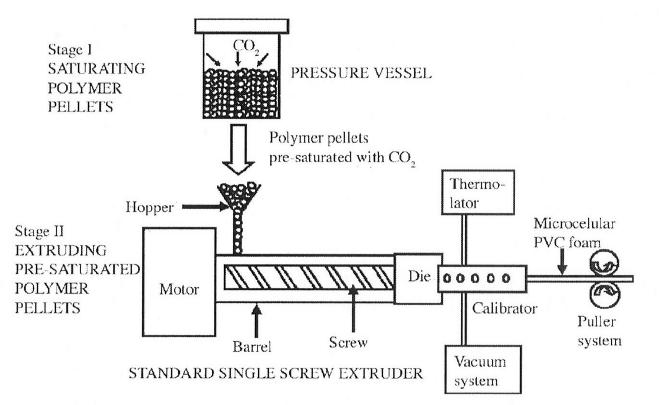 Stage I
SATURATING
POLYMER
PELLETS
CO2
PRESSURE VESSEL
Polymer pellets
pre-saturated with CO2
Hopper
Stage II
EXTRUDING
PRE-SATURATED
POLYMER
PELLETS
Motor
Thermo-
lator
Microcelular
PVC foam
Die
Calibrator
Puller
system
Barrel
Screw
Vacuum
system
STANDARD SINGLE SCREW EXTRUDER